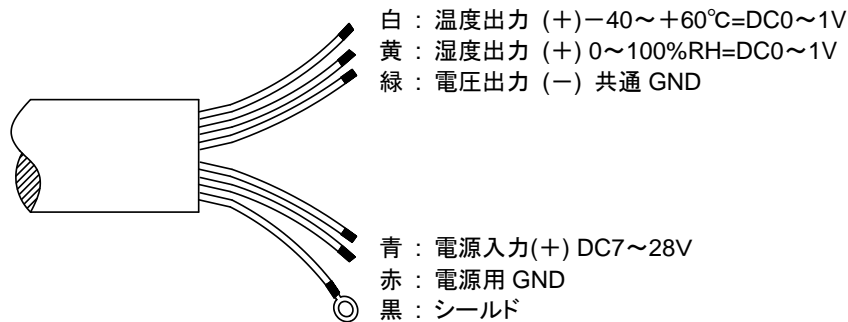 白 : 温度出力 (+)−40～+60℃=DC0～1V
黄 : 湿度出力 (+) 0～100%RH=DC0～1V
緑 : 電圧出力 (−) 共通 GND
青 : 電源入力(+) DC7～28V
赤 : 電源用 GND
黒 : シールド